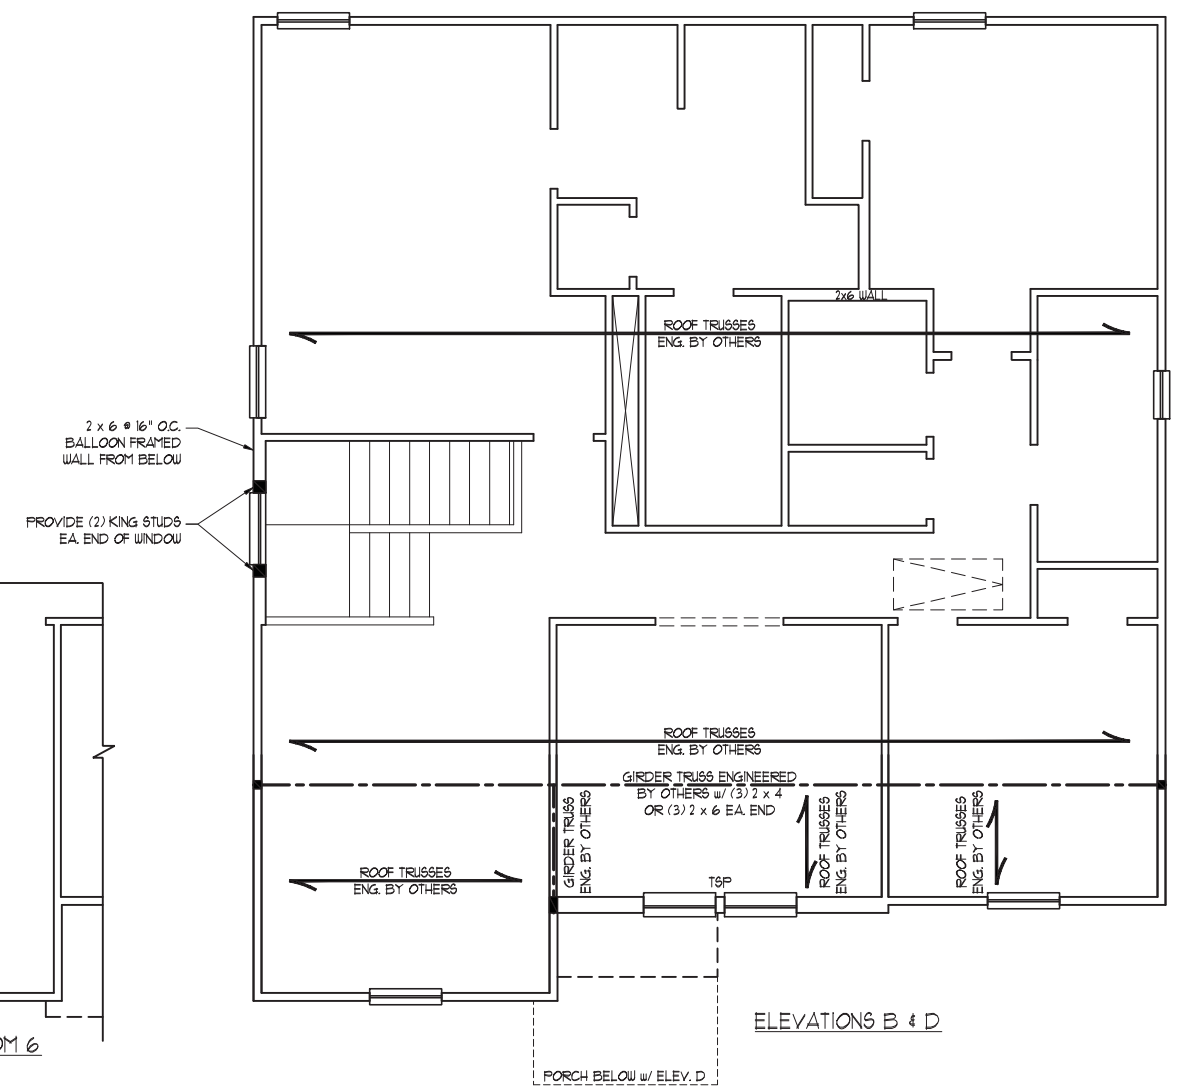 2x6 WALL
ROOF TRUSSES
ENG. BY OTHERS
2 x 6 @ 16" O.C.
BALLOON FRAMED
WALL FROM BELOW
PROVIDE (2) KING STUDS
EA. END OF WINDOW
ROOF TRUSSES
ENG. BY OTHERS
GIRDER TRUSS ENGINEERED
BY OTHERS w/ (3) 2 x 4
OR (3) 2 x 6 EA. END
GIRDER TRUSS
ENG. BY OTHERS
ROOF TRUSSES
ENG. BY OTHERS
ROOF TRUSSES
ENG. BY OTHERS
ROOF TRUSSES
ENG. BY OTHERS
TSP
ELEVATIONS B & D
OM 6
PORCH BELOW w/ ELEV. D